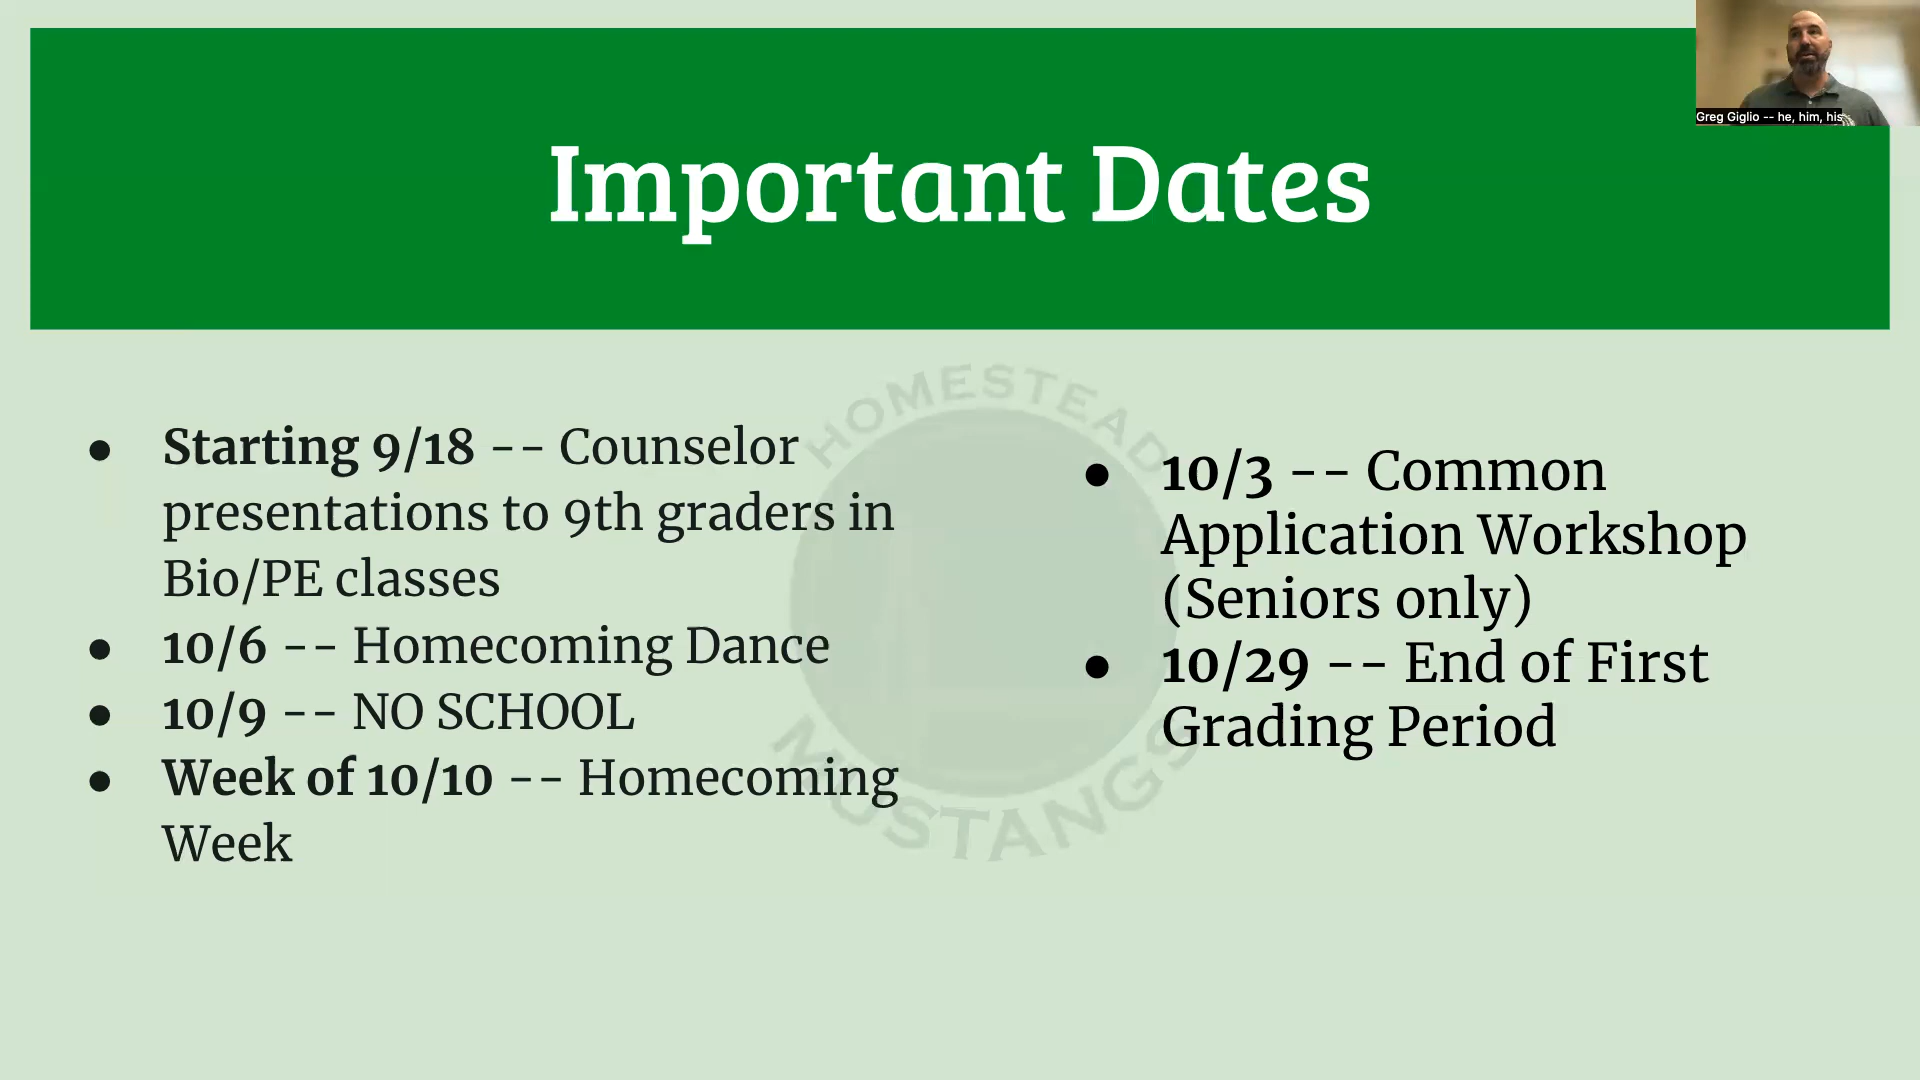 Greg Giglio -- he, him, his
Important Dates
HOMESTEAD
MUSTANGS
● Starting 9/18 -- Counselor
presentations to 9th graders in
Bio/PE classes
● 10/6 -- Homecoming Dance
● 10/9 -- NO SCHOOL
● Week of 10/10 -- Homecoming
Week
● 10/3 -- Common
Application Workshop
(Seniors only)
● 10/29 -- End of First
Grading Period